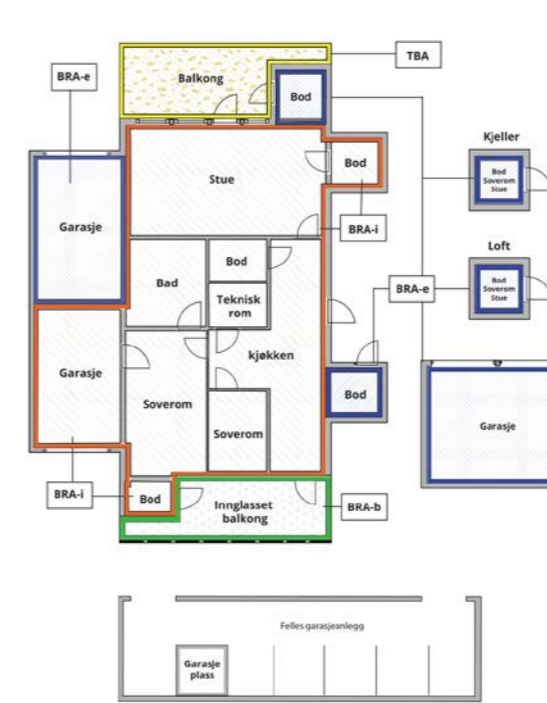 TBA
BRA-e
Balkong
Bod
Kjeller
Bod
Soverom
Stue
Bod
Stue
BRA-i
Garasje
Loft
Bod
Bod
Soverom
Stue
Bad
BRA-e
Teknisk
rom
kjøkken
Garasje
Bod
Soverom
Garasje
Soverom
BRA-i
Bod
Innglasset
balkong
BRA-b
Felles garasjeanlegg
Garasje
plass